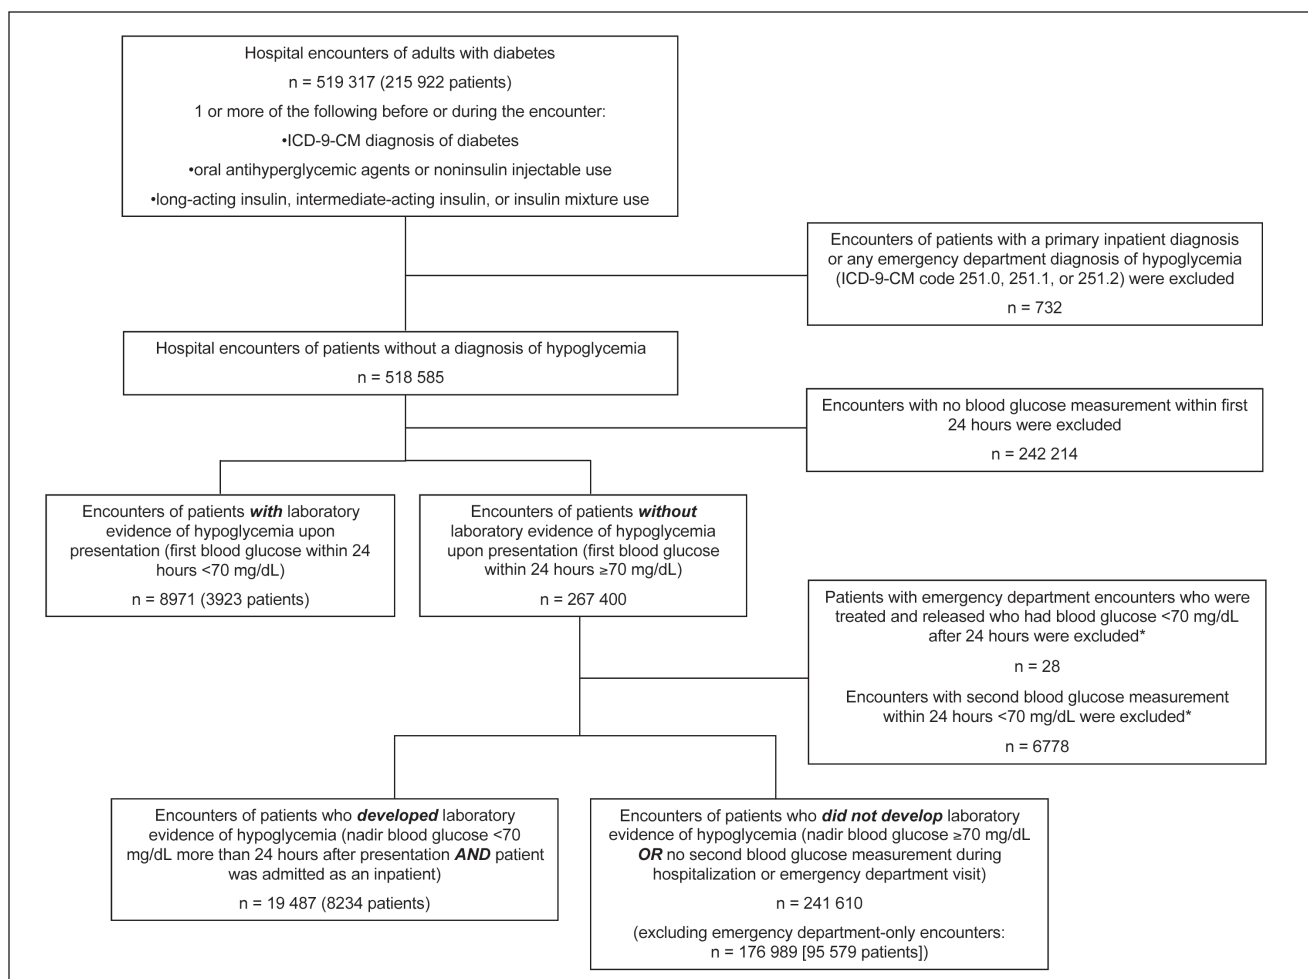 Hospital encounters of adults with diabetes
n = 519 317 (215 922 patients)
1 or more of the following before or during the encounter:
•ICD-9-CM diagnosis of diabetes
•oral antihyperglycemic agents or noninsulin injectable use
•long-acting insulin, intermediate-acting insulin, or insulin mixture use
Encounters of patients with a primary inpatient diagnosis
or any emergency department diagnosis of hypoglycemia
(ICD-9-CM code 251.0, 251.1, or 251.2) were excluded
n = 732
Hospital encounters of patients without a diagnosis of hypoglycemia
n = 518 585
Encounters with no blood glucose measurement within first
24 hours were excluded
n = 242 214
Encounters of patients with laboratory
evidence of hypoglycemia upon
presentation (first blood glucose within 24
hours <70 mg/dL)
n = 8971 (3923 patients)
Encounters of patients without
laboratory evidence of hypoglycemia
upon presentation (first blood glucose
within 24 hours ≥70 mg/dL)
n = 267 400
Patients with emergency department encounters who were
treated and released who had blood glucose <70 mg/dL
after 24 hours were excluded*
n = 28
Encounters with second blood glucose measurement
within 24 hours <70 mg/dL were excluded*
n = 6778
Encounters of patients who developed laboratory
evidence of hypoglycemia (nadir blood glucose <70
mg/dL more than 24 hours after presentation AND patient
was admitted as an inpatient)
n = 19 487 (8234 patients)
Encounters of patients who did not develop laboratory
evidence of hypoglycemia (nadir blood glucose ≥70 mg/dL
OR no second blood glucose measurement during
hospitalization or emergency department visit)
n = 241 610
(excluding emergency department-only encounters:
n = 176 989 [95 579 patients])